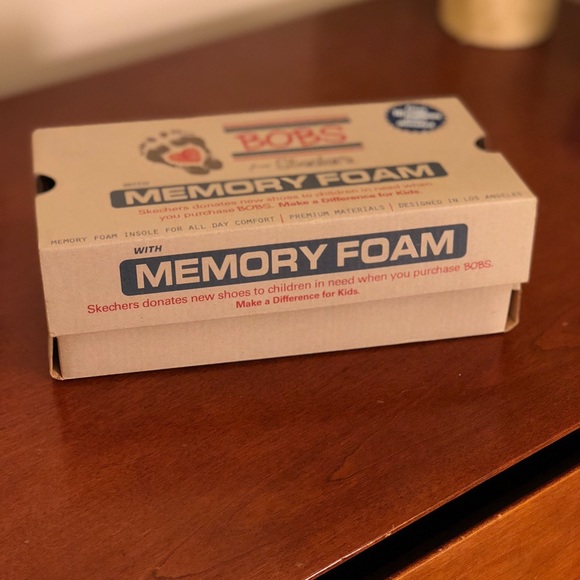 BOBS
from Skechers
WITH
MEMORY FOAM
Skechers donates new shoes to children in need when
you purchase BOBS. Make a Difference for Kids.
MEMORY FOAM INSOLE FOR ALL DAY COMFORT | PREMIUM MATERIALS | DESIGNED IN LOS ANGELES
WITH
MEMORY FOAM
Skechers donates new shoes to children in need when you purchase BOBS.
Make a Difference for Kids.